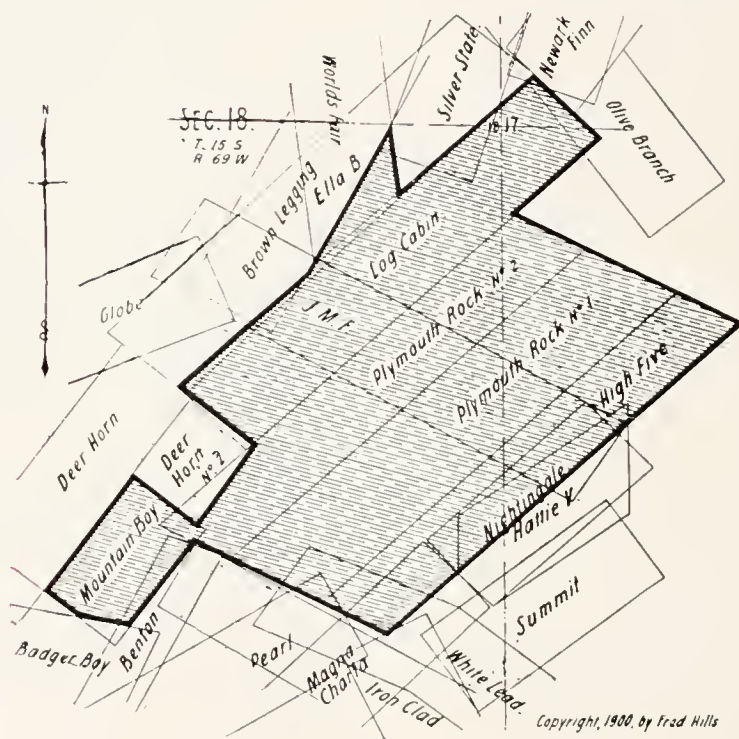 Newark
Finn
Silver State.
Worlds Fair
N
SEC. 18.
T. 15 S
R 69 W
18 17
Olive Branch
Ella B
Brown Legging
Log Cabin
Globe
J.M.F.
Plymouth Rock Nº 2
Plymouth Rock Nº 1
High Five
Deer Horn
Deer
Horn
Nº 2
Nightingale
Hattie V.
Mountain Boy
Summit
Badger Boy
Benton
Pearl
Magna
Charta
Iron Clad
White Lead.
Copyright, 1900, by Fred Hills